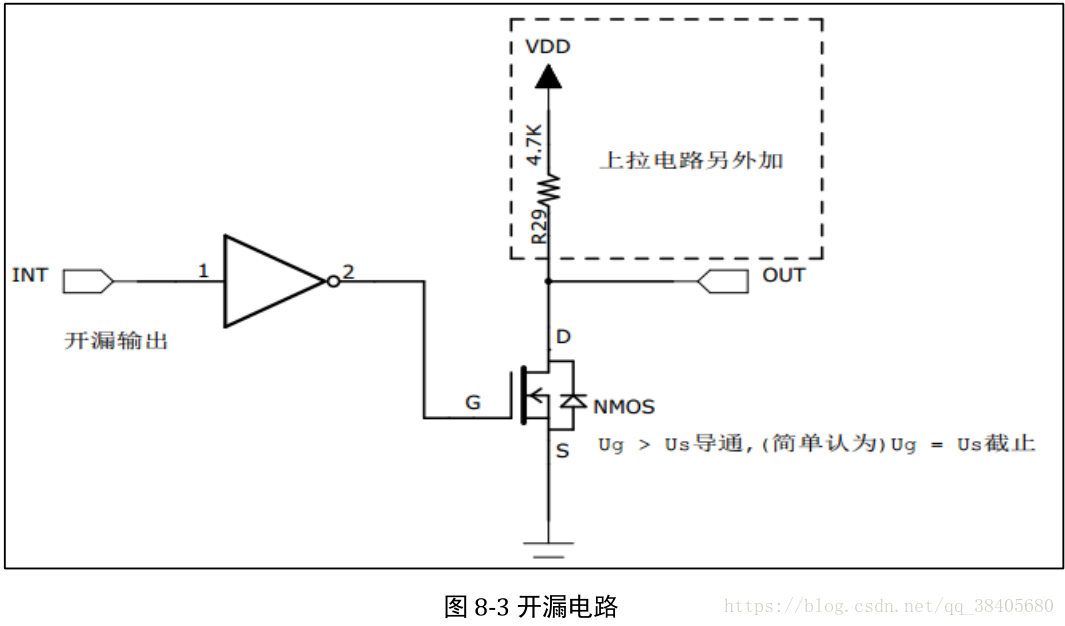 VDD
4.7K
上拉电路另外加
R29
INT
1
2
OUT
开漏输出
D
G
NMOS
S
Ug > Us导通,(简单认为)Ug = Us截止
图 8-3 开漏电路
https://blog.csdn.net/qq_38405680